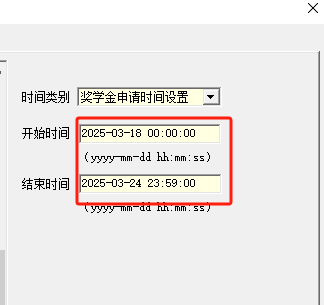 时间类别 奖学金申请时间设置
开始时间 2025-03-18 00:00:00
(yyyy-mm-dd hh:mm:ss)
结束时间 2025-03-24 23:59:00
(yyyy-mm-dd hh:mm:ss)